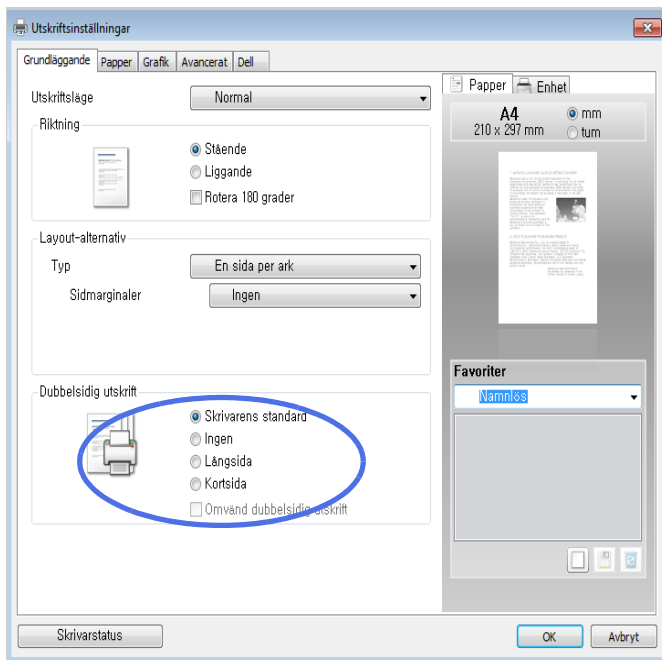 Utskriftsinställningar
Grundläggande Papper Grafik Avancerat Dell
Utskriftsläge Normal
Riktning
Stående
Liggande
Rotera 180 grader
Layout-alternativ
Typ En sida per ark
Sidmarginaler Ingen
Dubbelsidig utskrift
Skrivarens standard
Ingen
Långsida
Kortsida
Omvänd dubbelsidig utskrift
Papper Enhet
A4
210 x 297 mm
mm
tum
Favoriter
Namnlös
Skrivarstatus
OK Avbryt